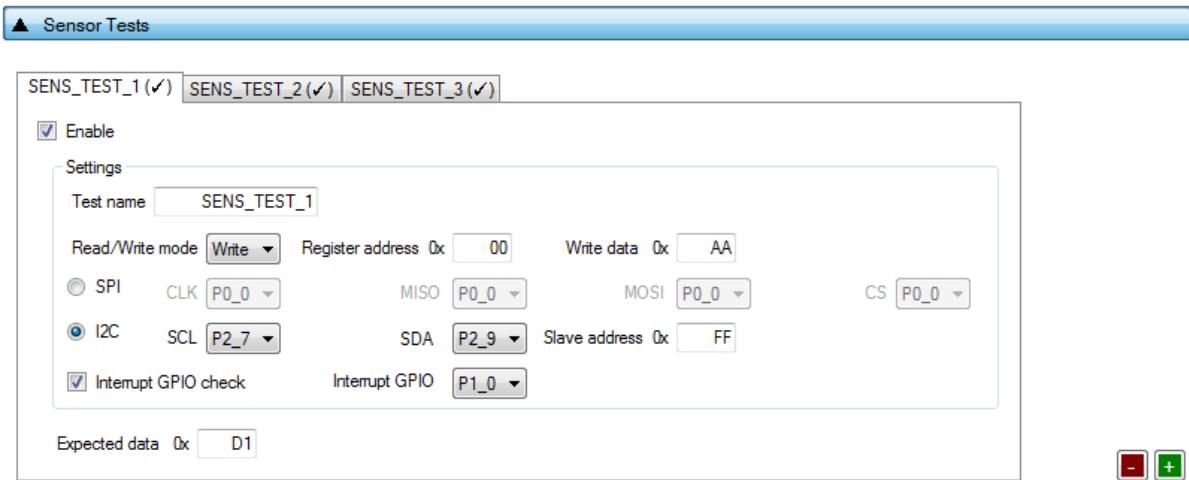 ▲ Sensor Tests
SENS_TEST_1 (✓) SENS_TEST_2 (✓) SENS_TEST_3 (✓)
Enable
Settings
Test name SENS_TEST_1
Read/Write mode Write Register address 0x 00 Write data 0x AA
SPI CLK P0_0 MISO P0_0 MOSI P0_0 CS P0_0
I2C SCL P2_7 SDA P2_9 Slave address 0x FF
Interrupt GPIO check Interrupt GPIO P1_0
Expected data 0x D1
- +